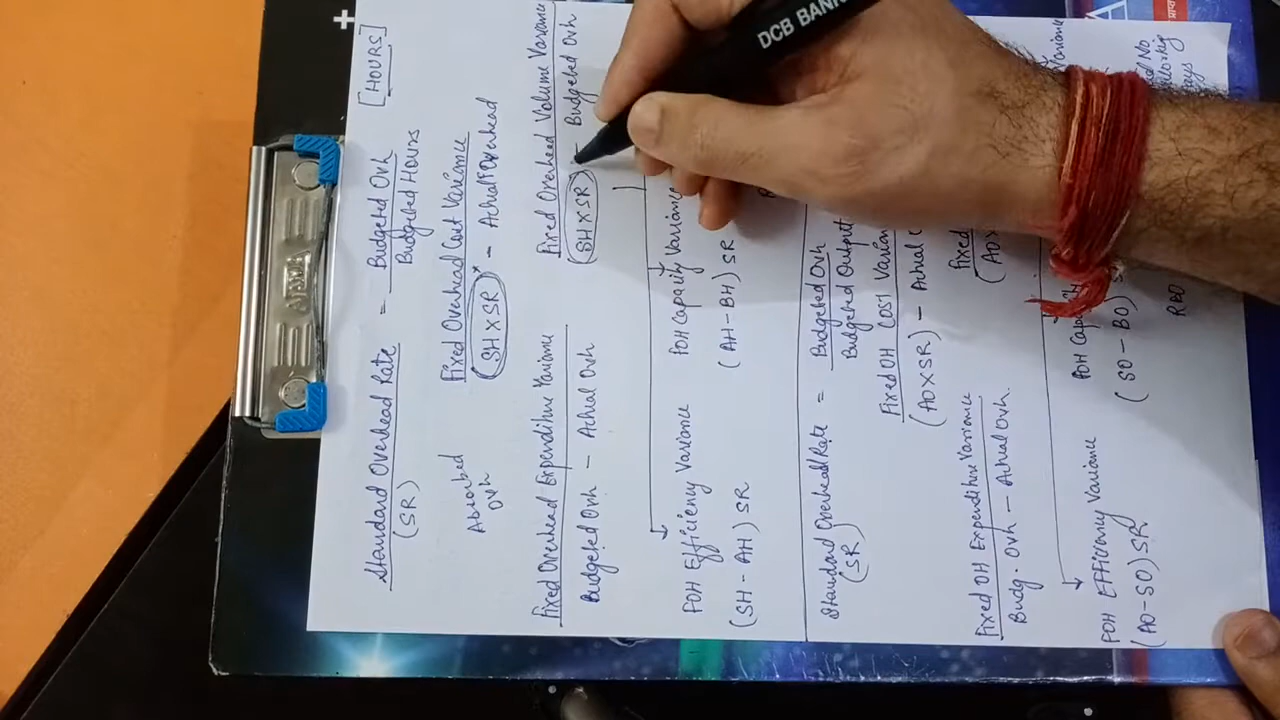 Standard Overhead Rate = Budgeted Ovh [HOURS]
(SR) Budgeted Hours
Fixed Overhead Cost Variance
Absorbed (SH X SR) - Actual Overhead
Ovh
Fixed Overhead Expenditure Variance Fixed Overhead Volume Variance
Budgeted Ovh - Actual Ovh (SH X SR) - Budgeted Ovh
FOH Efficiency Variance FOH Capacity Variance
(SH - AH) SR (AH - BH) SR
Standard Overhead Rate = Budgeted Ovh
(SR) Budgeted Output
Fixed OH Cost
(AO X SR) - Actual
Fixed OH Expenditure Variance Fixed
Budg. Ovh - Actual Ovh. (AO X
FOH Efficiency Variance FOH
(AO - SO) SR (SO - BO)
DCB BANK